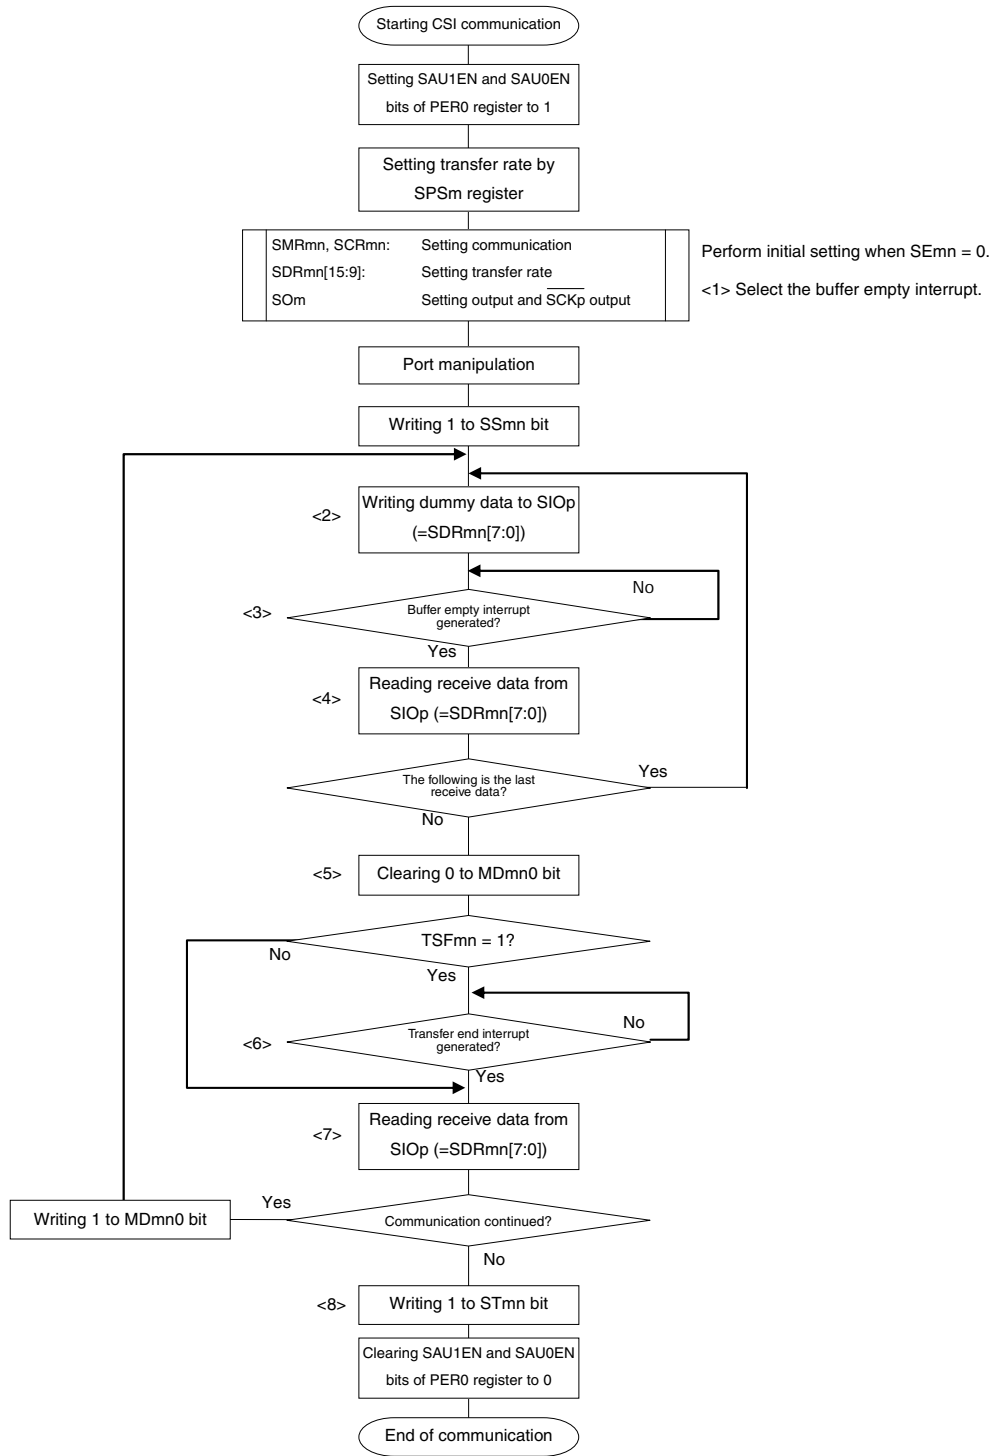 Starting CSI communication
Setting SAU1EN and SAU0EN
bits of PER0 register to 1
Setting transfer rate by
SPSm register
SMRmn, SCRmn: Setting communication
SDRmn[15:9]: Setting transfer rate
SOm Setting output and SCKp output
Perform initial setting when SEmn = 0.
<1> Select the buffer empty interrupt.
Port manipulation
Writing 1 to SSmn bit
<2>
Writing dummy data to SIOp
(=SDRmn[7:0])
No
<3>
Buffer empty interrupt
generated?
Yes
<4>
Reading receive data from
SIOp (=SDRmn[7:0])
The following is the last
receive data?
Yes
No
<5>
Clearing 0 to MDmn0 bit
TSFmn = 1?
No
Yes
No
<6>
Transfer end interrupt
generated?
Yes
<7>
Reading receive data from
SIOp (=SDRmn[7:0])
Yes
Writing 1 to MDmn0 bit
Communication continued?
No
<8>
Writing 1 to STmn bit
Clearing SAU1EN and SAU0EN
bits of PER0 register to 0
End of communication